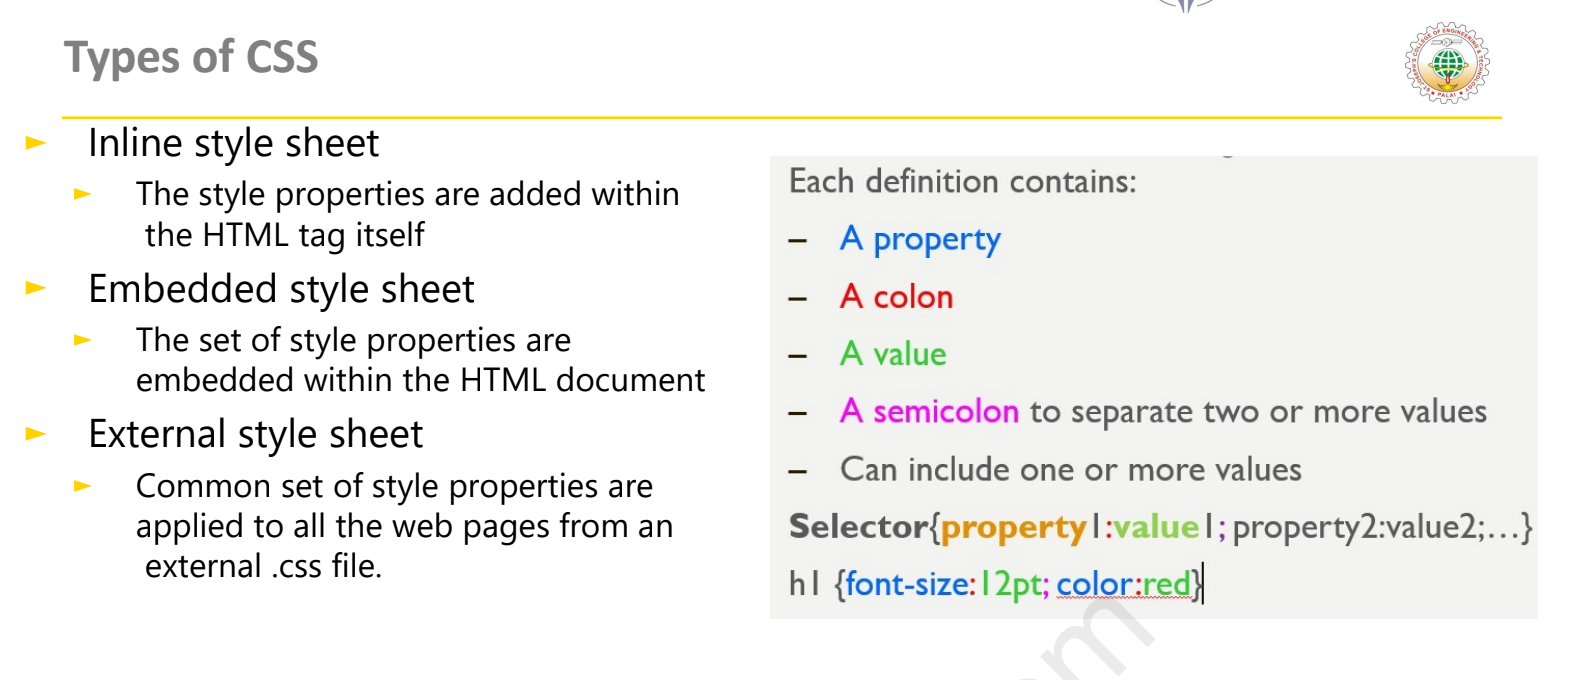 Types of CSS
► Inline style sheet
► The style properties are added within
the HTML tag itself
► Embedded style sheet
► The set of style properties are
embedded within the HTML document
► External style sheet
► Common set of style properties are
applied to all the web pages from an
external .css file.
Each definition contains:
– A property
– A colon
– A value
– A semicolon to separate two or more values
– Can include one or more values
Selector{property1:value1; property2:value2;...}
h1 {font-size:12pt; color:red}